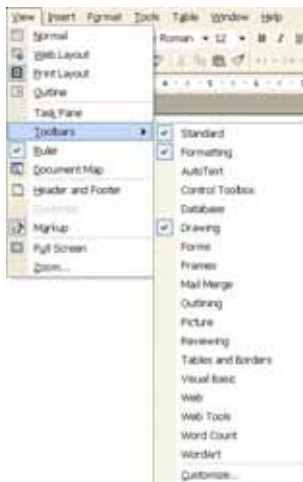 View Insert Format Tools Table Window Help
Normal
Web Layout
Print Layout
Outline
Task Pane
Toolbars
Ruler
Document Map
Header and Footer
Markup
Full Screen
Zoom...
Roman 12 B I
Standard
Formatting
AutoText
Control Toolbox
Database
Drawing
Forms
Frames
Mail Merge
Outlining
Picture
Reviewing
Tables and Borders
Visual Basic
Web
Web Tools
Word Count
WordArt
Customize...